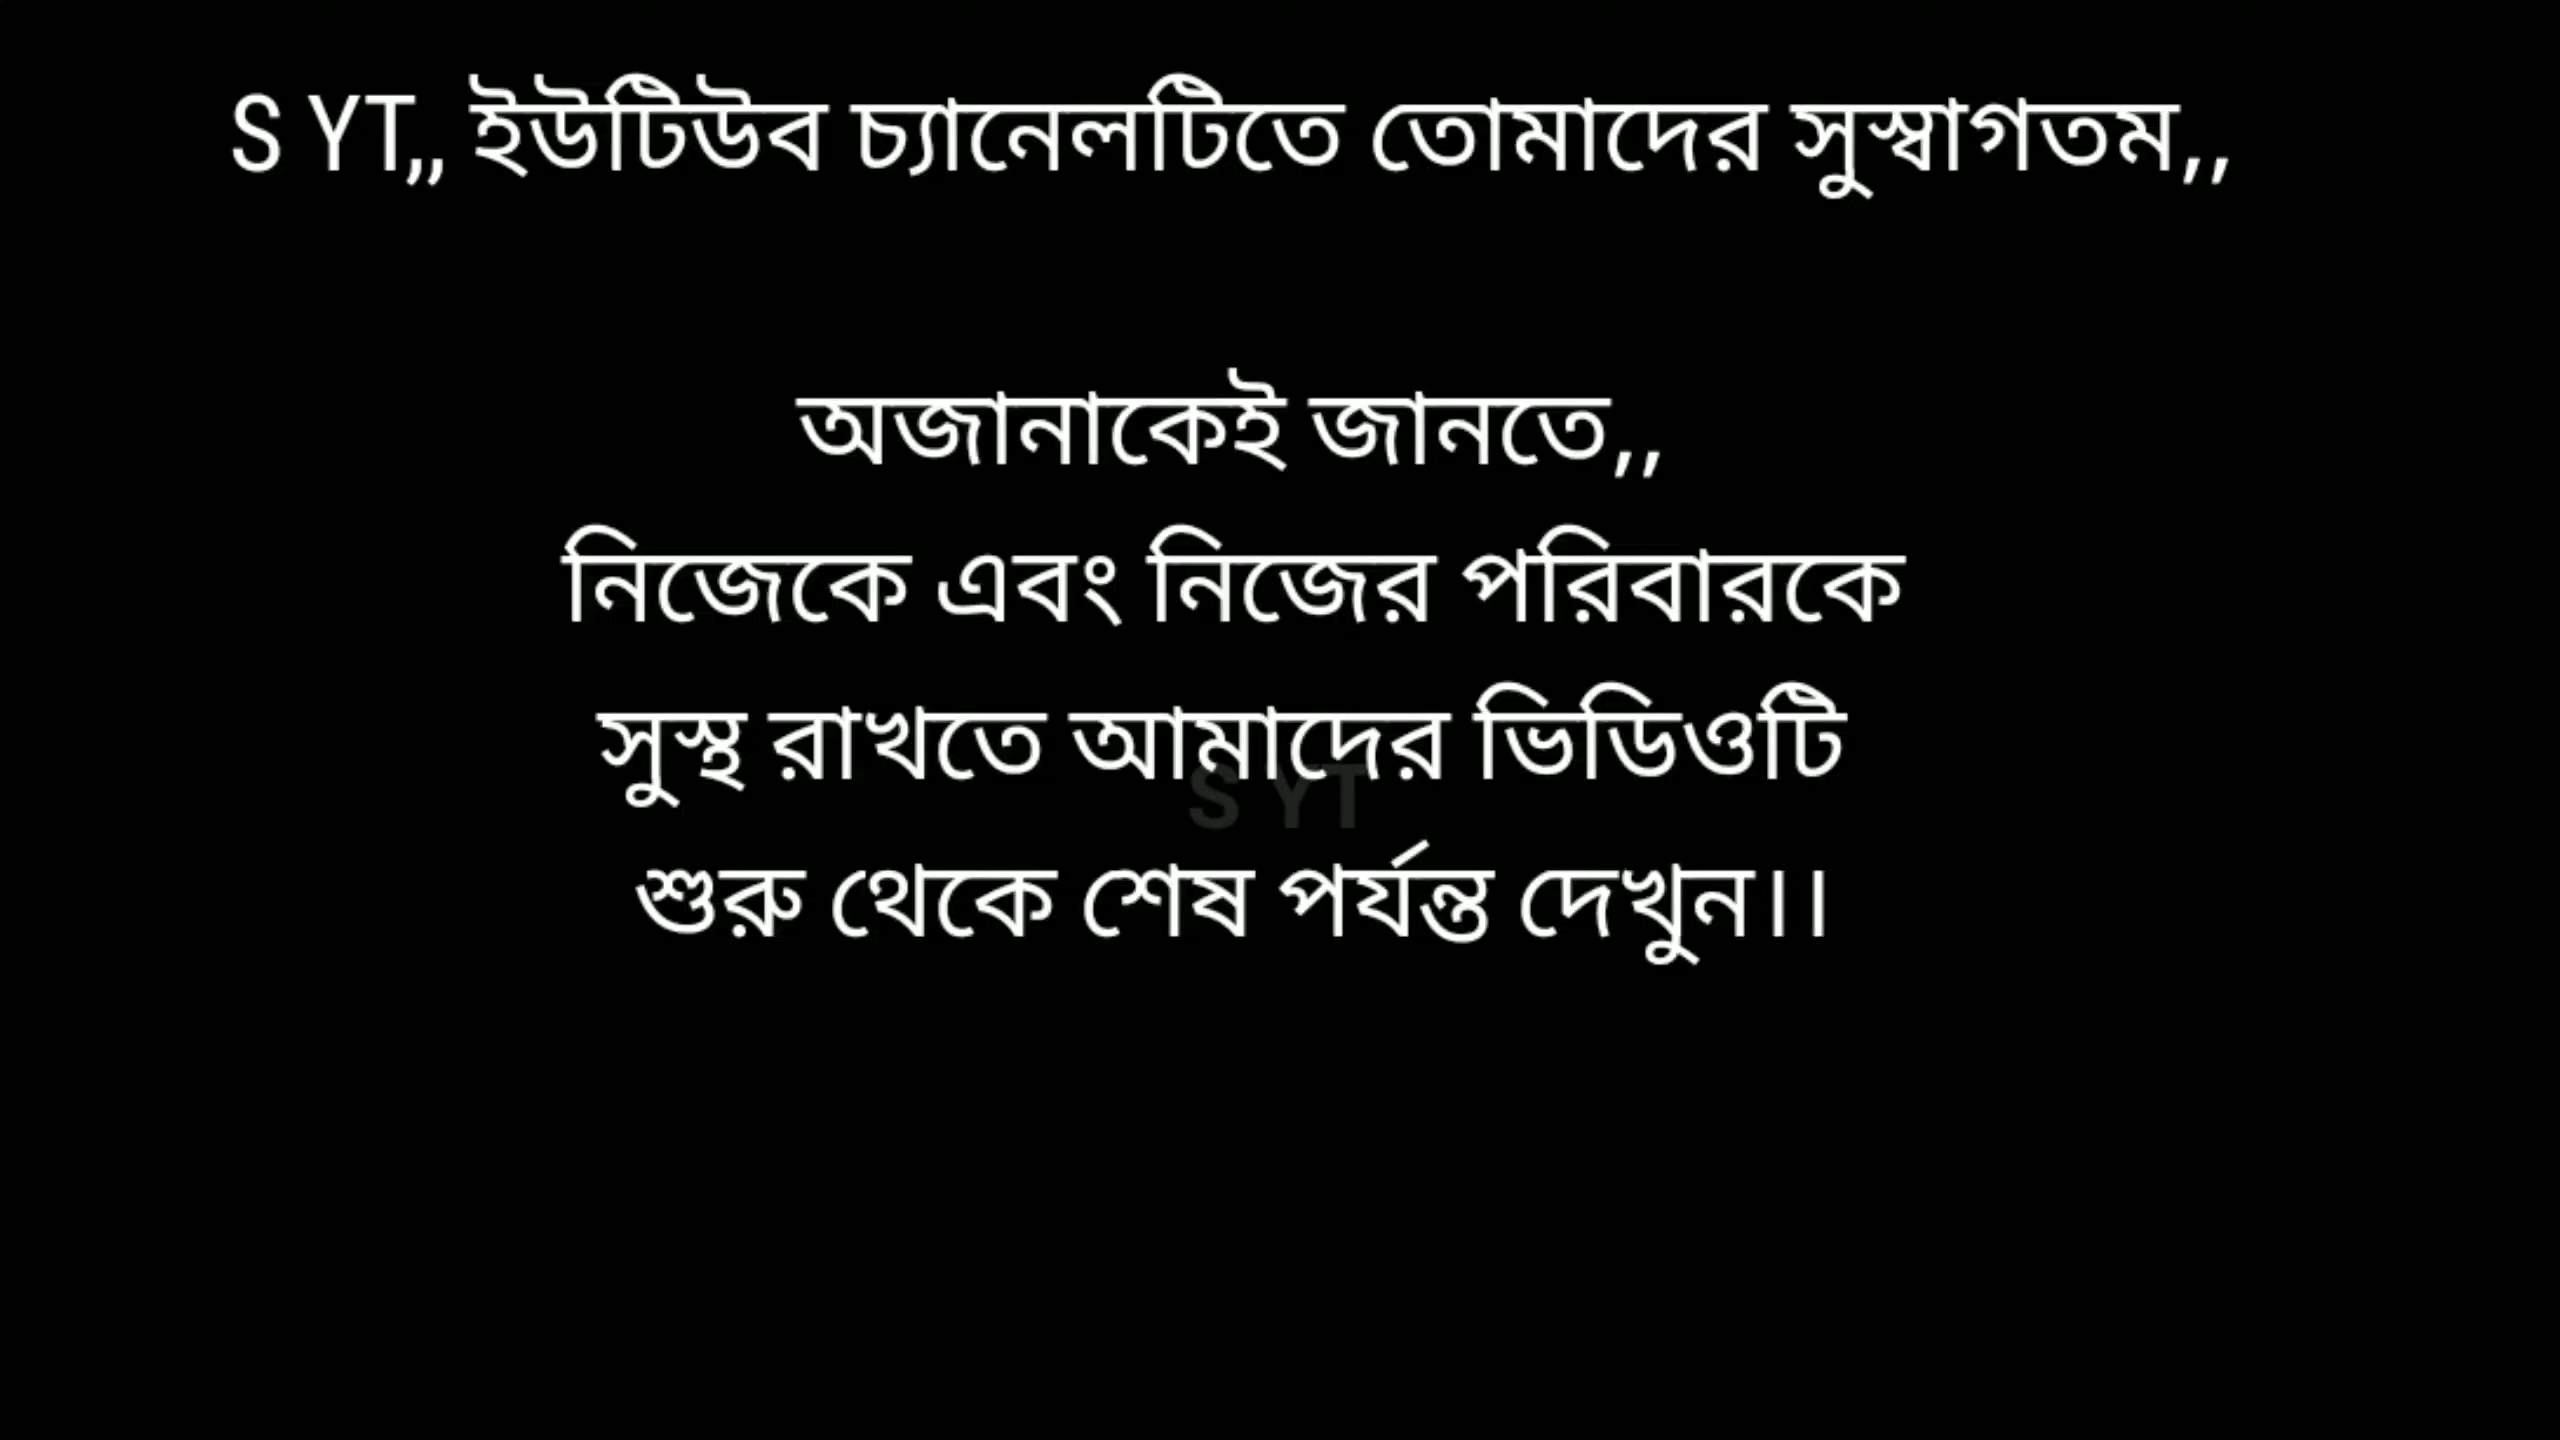 S YT,, ইউটিউব চ্যানেলটিতে তোমাদের সুস্বাগতম,,
অজানাকেই জানতে,,
নিজেকে এবং নিজের পরিবারকে
সুস্থ রাখতে আমাদের ভিডিওটি
S YT
শুরু থেকে শেষ পর্যন্ত দেখুন।।